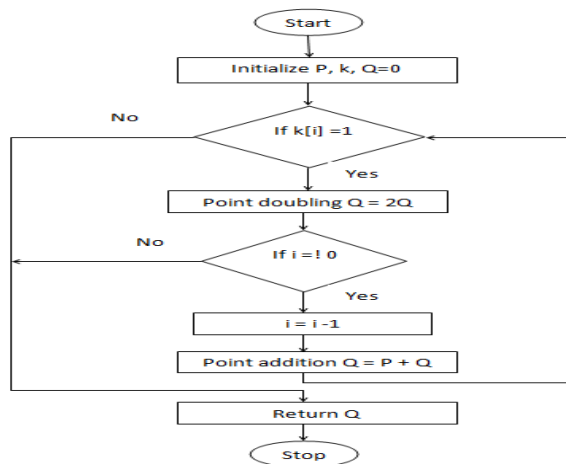 Start
Initialize P, k, Q=0
No
If k[i] =1
Yes
Point doubling Q = 2Q
No
If i =! 0
Yes
i = i -1
Point addition Q = P + Q
Return Q
Stop